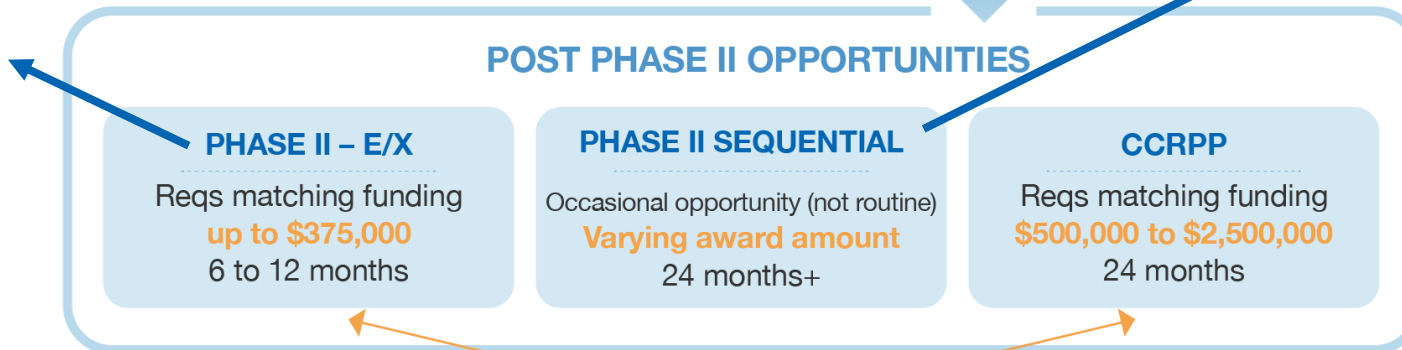 POST PHASE II OPPORTUNITIES
PHASE II – E/X
Reqs matching funding
up to $375,000
6 to 12 months
PHASE II SEQUENTIAL
Occasional opportunity (not routine)
Varying award amount
24 months+
CCRPP
Reqs matching funding
$500,000 to $2,500,000
24 months